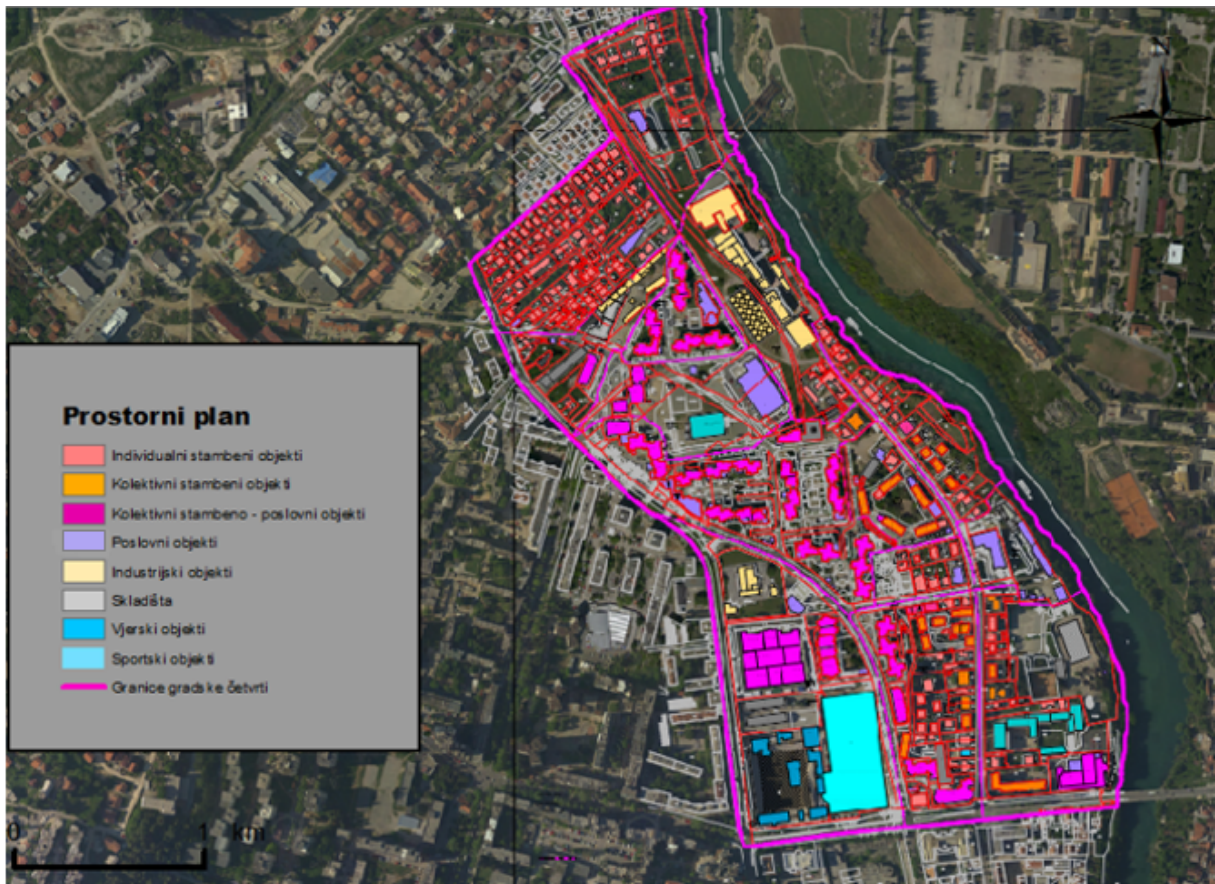 Prostorni plan
Individualni stambeni objekti
Kolektivni stambeni objekti
Kolektivni stambeno - poslovni objekti
Poslovni objekti
Industrijski objekti
Skladišta
Vjerski objekti
Sportski objekti
Granice gradske četvrti
0 1 km